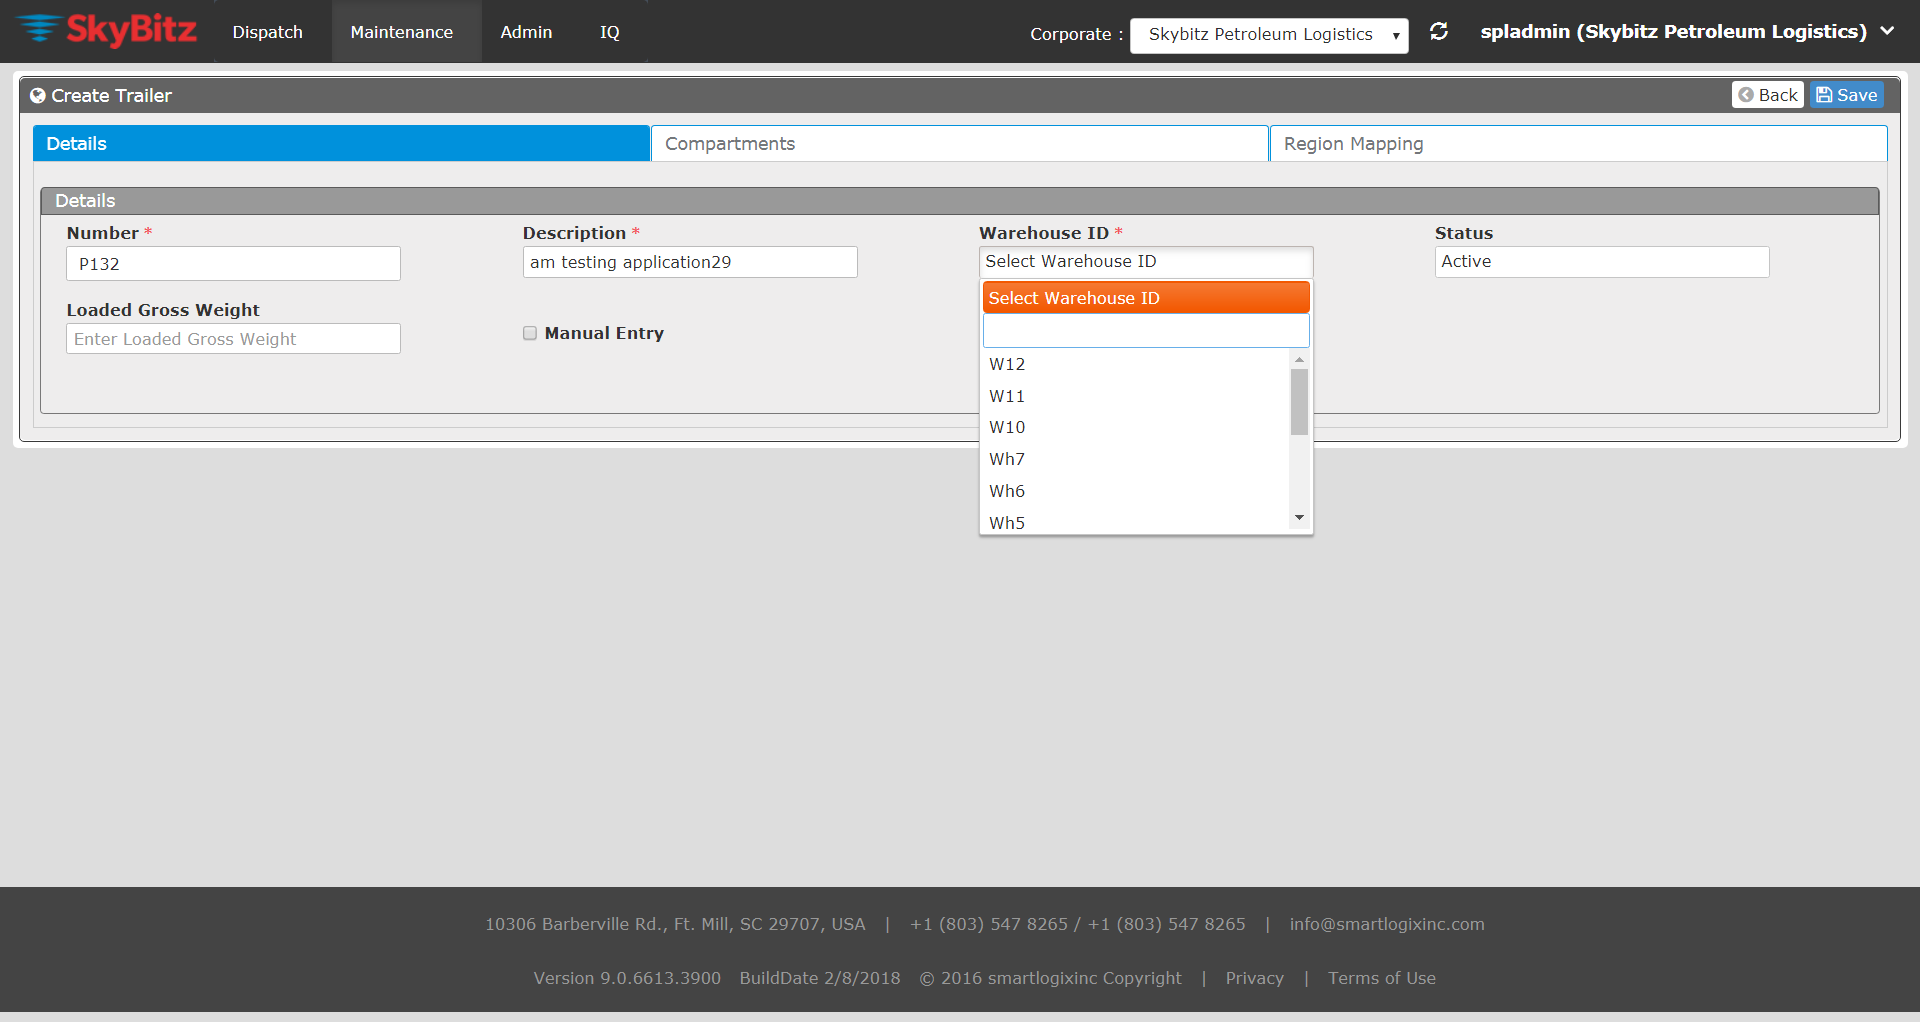 SkyBitz Dispatch Maintenance Admin IQ Corporate : Skybitz Petroleum Logistics spladmin (Skybitz Petroleum Logistics)
Create Trailer Back Save
Details Compartments Region Mapping
Details
Number * Description * Warehouse ID * Status
P132 am testing application29 Select Warehouse ID Active
Loaded Gross Weight Select Warehouse ID
Enter Loaded Gross Weight Manual Entry
W12
W11
W10
Wh7
Wh6
Wh5
10306 Barberville Rd., Ft. Mill, SC 29707, USA | +1 (803) 547 8265 / +1 (803) 547 8265 | info@smartlogixinc.com
Version 9.0.6613.3900 BuildDate 2/8/2018 © 2016 smartlogixinc Copyright | Privacy | Terms of Use